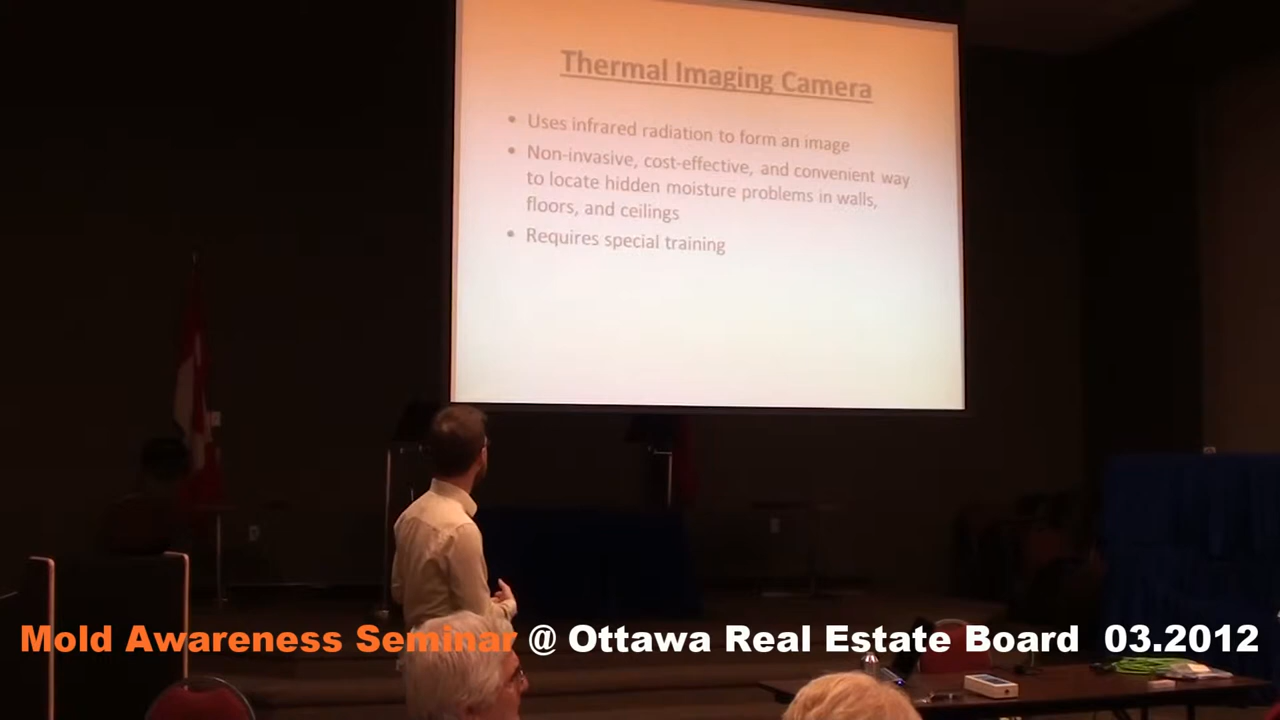 Thermal Imaging Camera
• Uses infrared radiation to form an image
• Non-invasive, cost-effective, and convenient way
to locate hidden moisture problems in walls,
floors, and ceilings
• Requires special training
Mold Awareness Seminar @ Ottawa Real Estate Board 03.2012